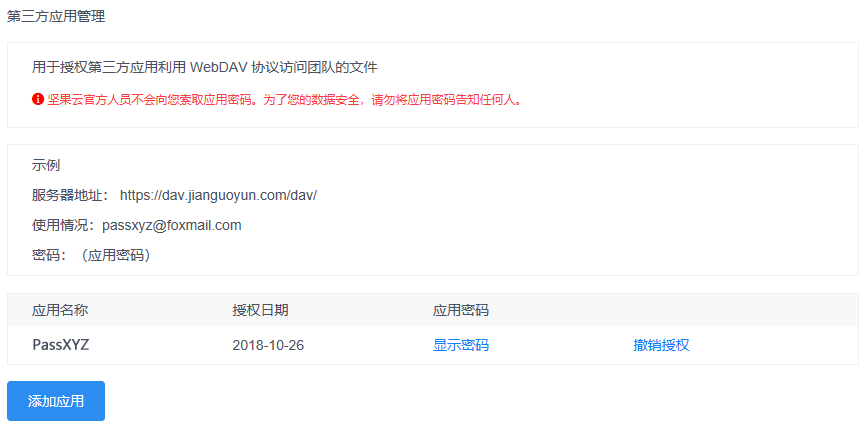 第三方应用管理
用于授权第三方应用利用 WebDAV 协议访问团队的文件
坚果云官方人员不会向您索取应用密码。为了您的数据安全，请勿将应用密码告知任何人。
示例
服务器地址： https://dav.jianguoyun.com/dav/
使用情况：passxyz@foxmail.com
密码：（应用密码）
应用名称 授权日期 应用密码
PassXYZ 2018-10-26 显示密码 撤销授权
添加应用